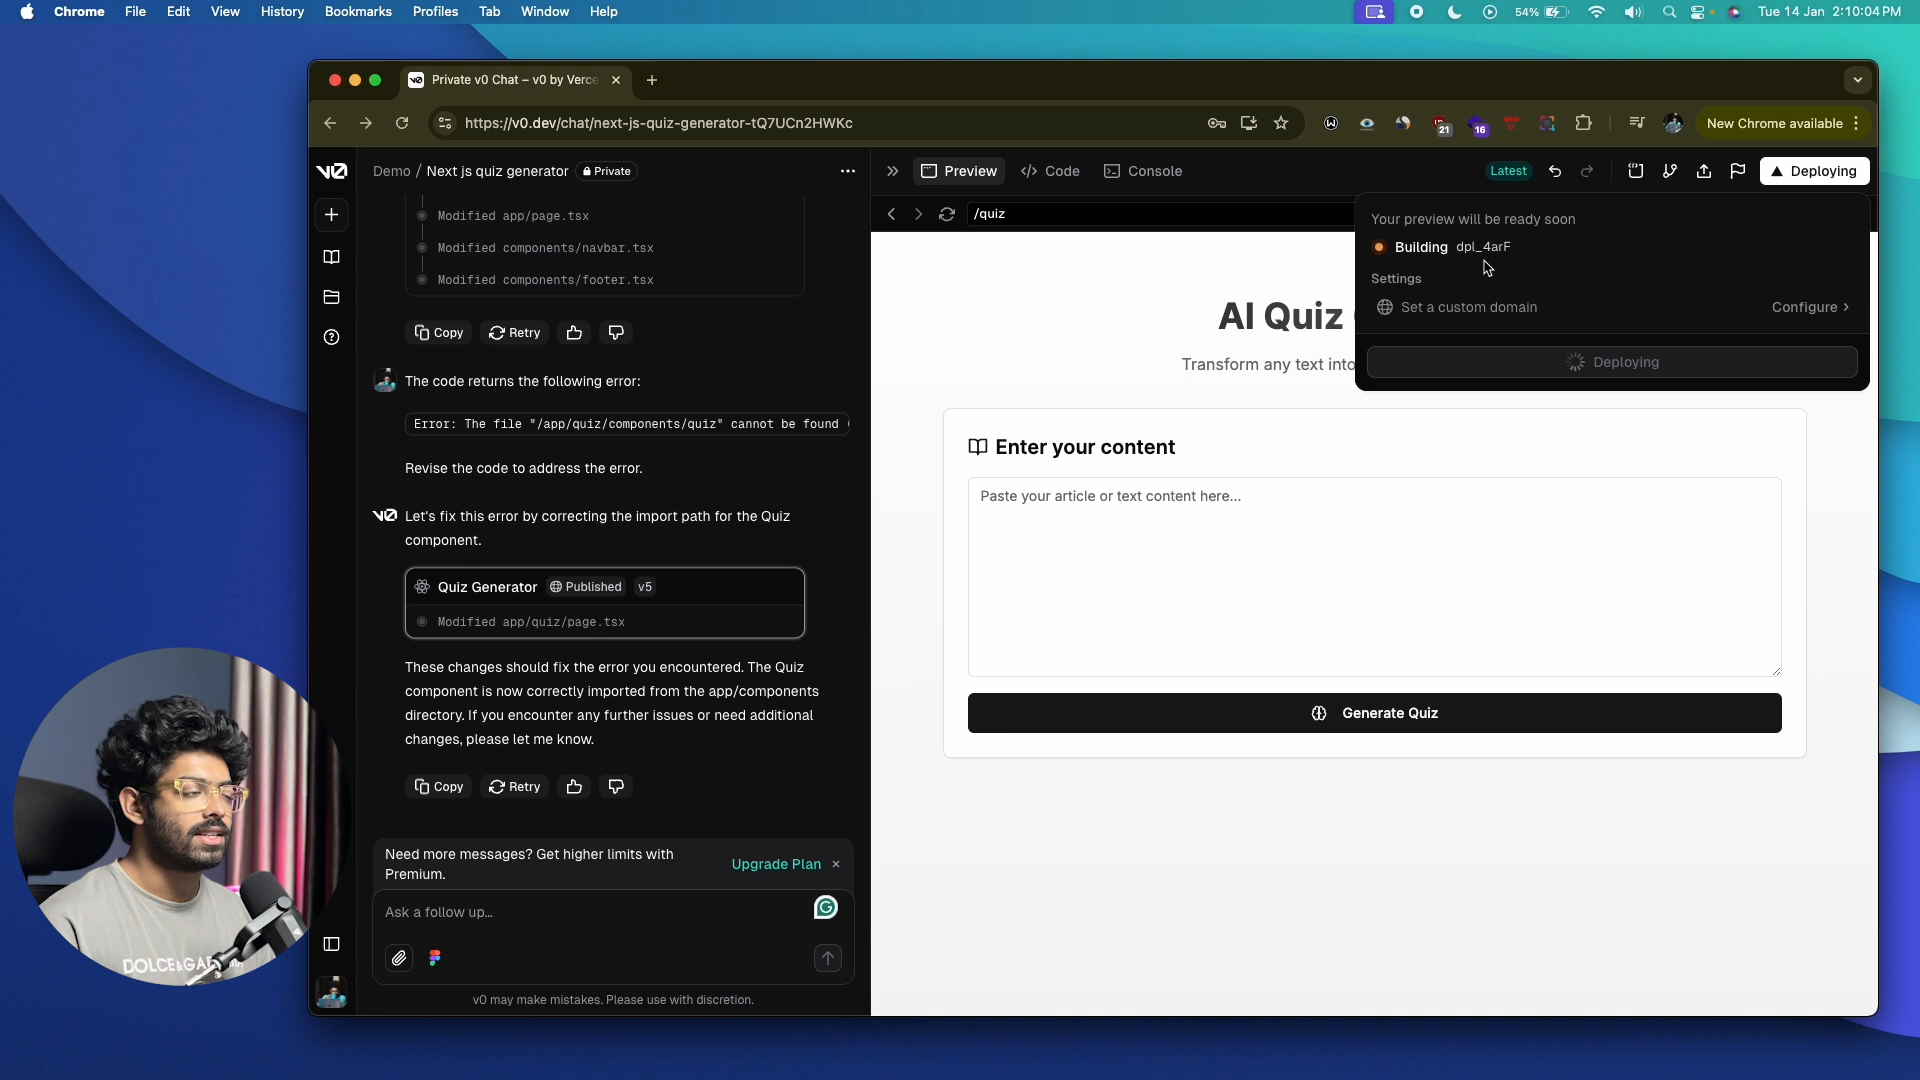 Chrome File Edit View History Bookmarks Profiles Tab Window Help
54%
Tue 14 Jan 2:10:04 PM
Private v0 Chat – v0 by Verce
https://v0.dev/chat/next-js-quiz-generator-tQ7UCn2HWKc
21
16
New Chrome available
Demo / Next js quiz generator Private
Preview Code Console
Latest
Deploying
/quiz
Modified app/page.tsx
Modified components/navbar.tsx
Modified components/footer.tsx
Copy Retry
The code returns the following error:
Error: The file "/app/quiz/components/quiz" cannot be found
Revise the code to address the error.
Let's fix this error by correcting the import path for the Quiz
component.
Quiz Generator Published v5
Modified app/quiz/page.tsx
These changes should fix the error you encountered. The Quiz
component is now correctly imported from the app/components
directory. If you encounter any further issues or need additional
changes, please let me know.
Copy Retry
Need more messages? Get higher limits with
Premium.
Upgrade Plan
Ask a follow up…
v0 may make mistakes. Please use with discretion.
Your preview will be ready soon
Building dpl_4arF
Settings
Set a custom domain
Configure
Deploying
AI Quiz
Transform any text into
Enter your content
Paste your article or text content here...
Generate Quiz